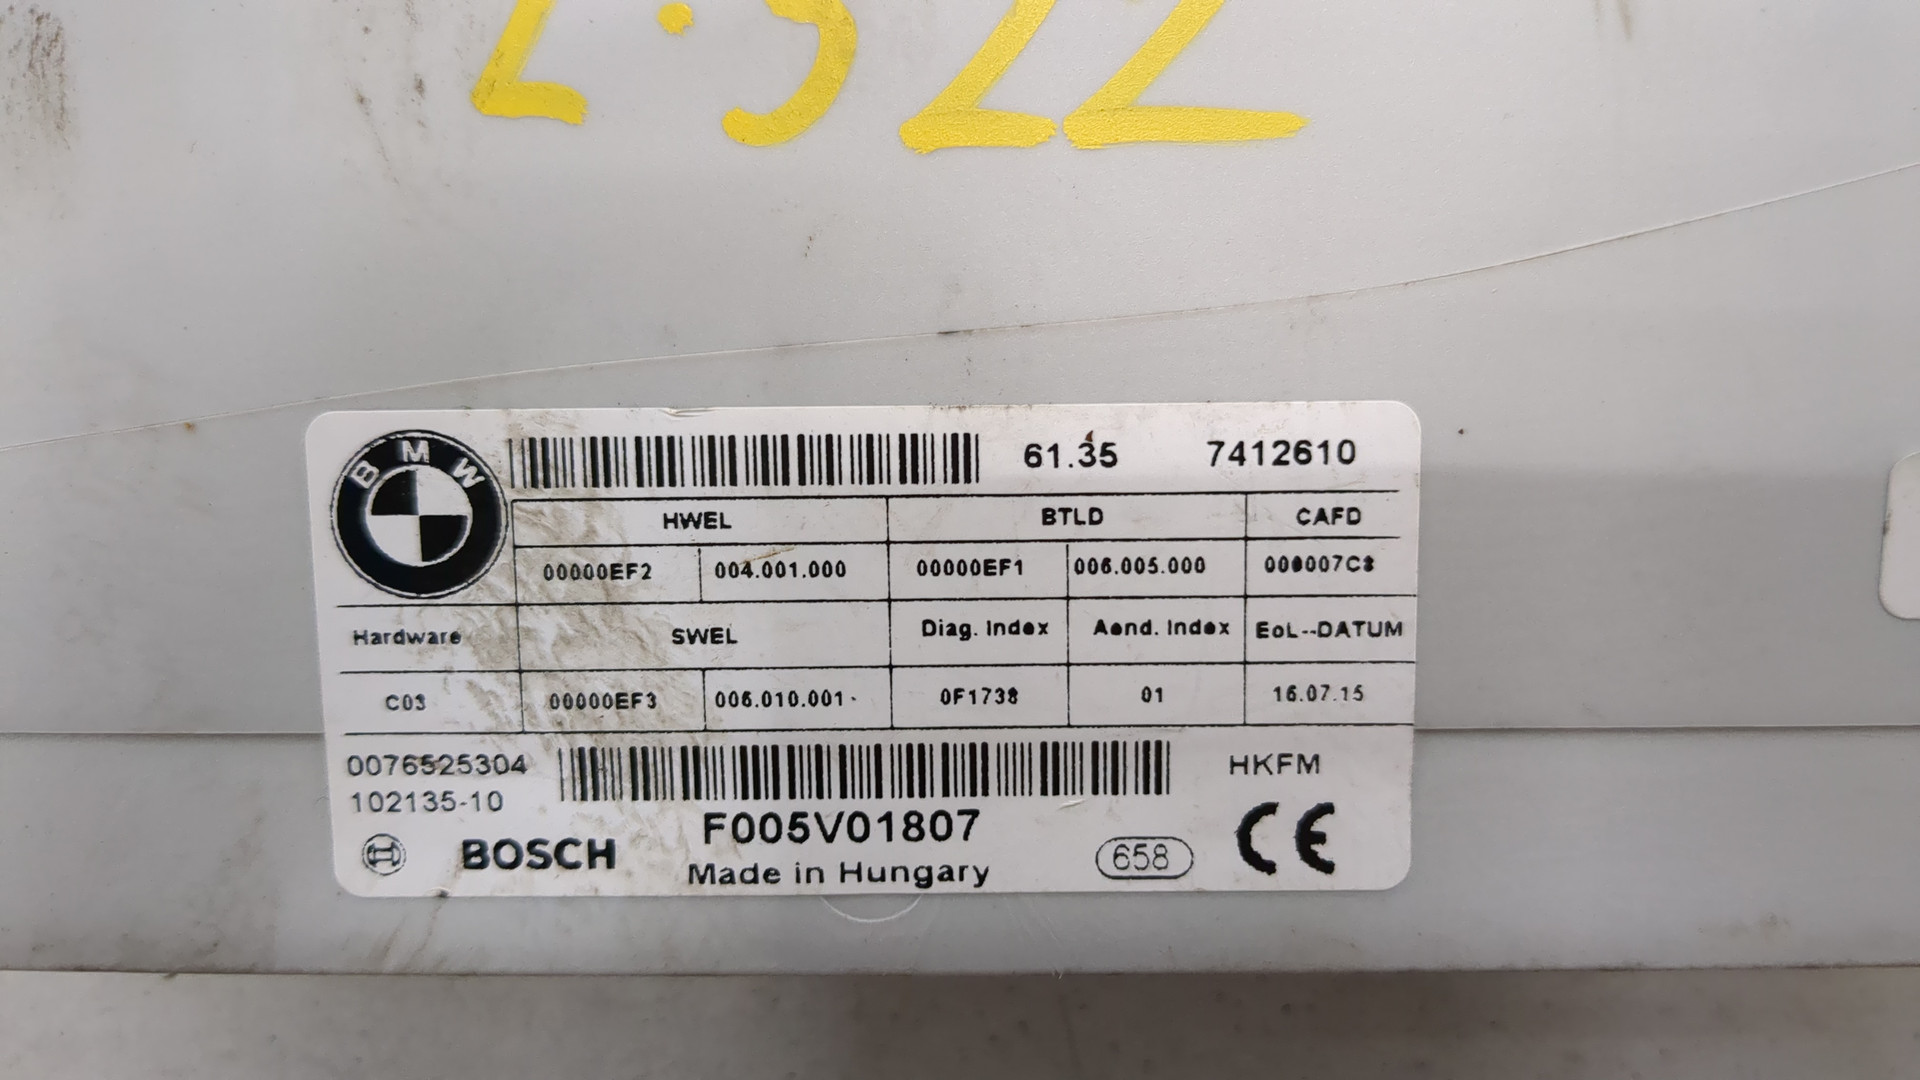 BMW 61.35 7412610
HWEL BTLD CAFD
00000EF2 004.001.000 00000EF1 006.005.000 000007C8
Hardware SWEL Diag. Index Aend. Index EoL--DATUM
C03 00000EF3 006.010.001 0F1738 01 16.07.15
0076525304 HKFM
102135-10
F005V01807
BOSCH 658 CE
Made in Hungary